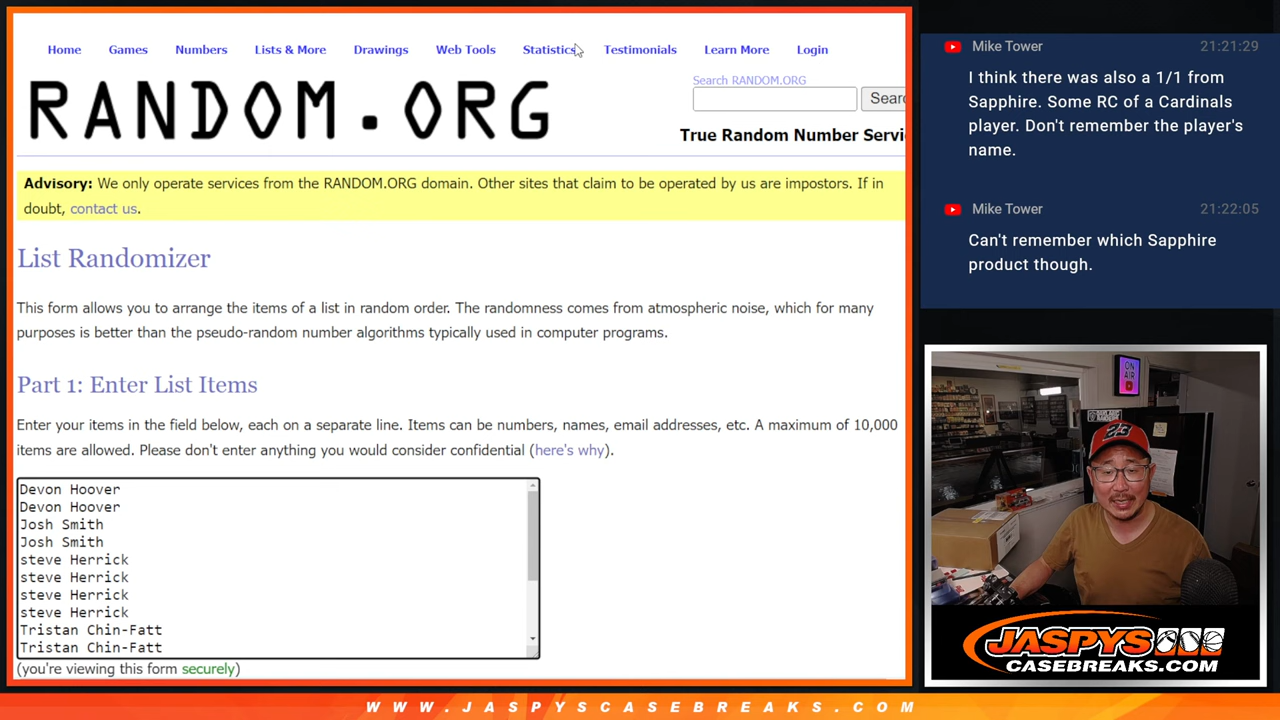 Home Games Numbers Lists & More Drawings Web Tools Statistics Testimonials Learn More Login
RANDOM.ORG
Search RANDOM.ORG
Searc
True Random Number Servi
Advisory: We only operate services from the RANDOM.ORG domain. Other sites that claim to be operated by us are impostors. If in
doubt, contact us.
List Randomizer
This form allows you to arrange the items of a list in random order. The randomness comes from atmospheric noise, which for many
purposes is better than the pseudo-random number algorithms typically used in computer programs.
Part 1: Enter List Items
Enter your items in the field below, each on a separate line. Items can be numbers, names, email addresses, etc. A maximum of 10,000
items are allowed. Please don't enter anything you would consider confidential (here's why).
Devon Hoover
Devon Hoover
Josh Smith
Josh Smith
steve Herrick
steve Herrick
steve Herrick
steve Herrick
Tristan Chin-Fatt
Tristan Chin-Fatt
(you're viewing this form securely)
Mike Tower 21:21:29
I think there was also a 1/1 from
Sapphire. Some RC of a Cardinals
player. Don't remember the player's
name.
Mike Tower 21:22:05
Can't remember which Sapphire
product though.
ON
AIR
JASPYS
CASEBREAKS.COM
WWW.JASPYSCASEBREAKS.COM